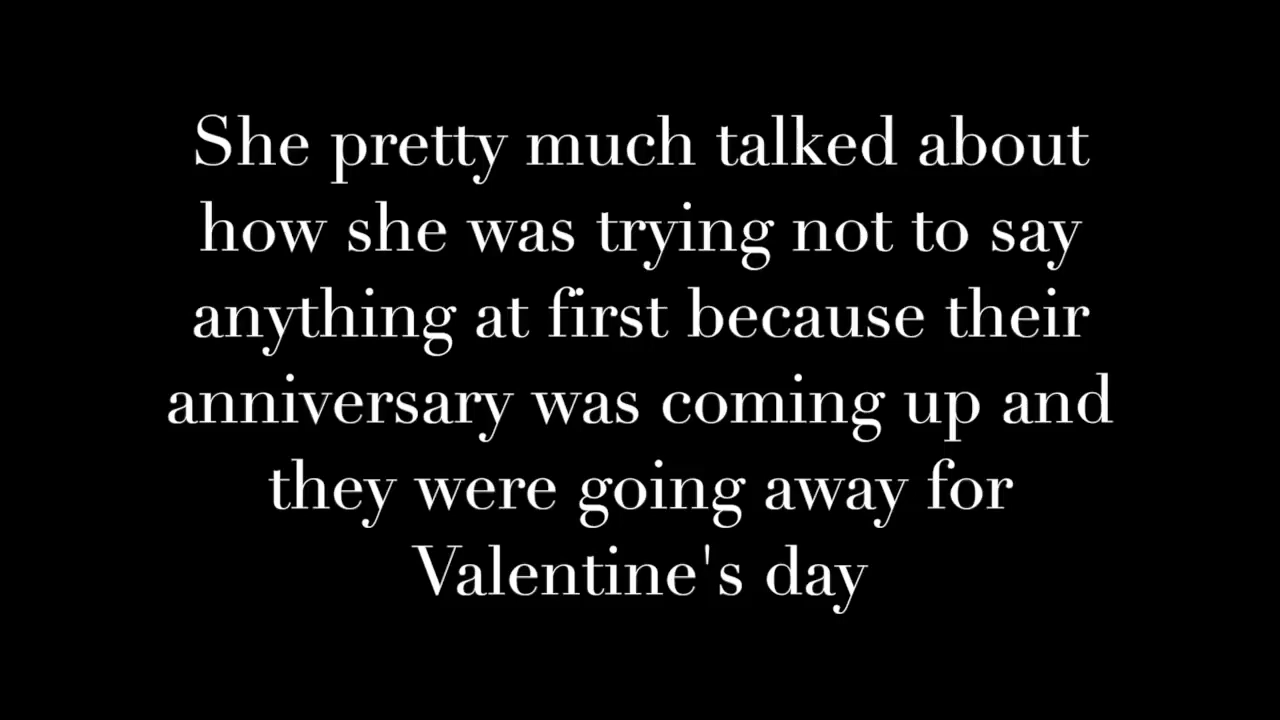 She pretty much talked about
how she was trying not to say
anything at first because their
anniversary was coming up and
they were going away for
Valentine's day